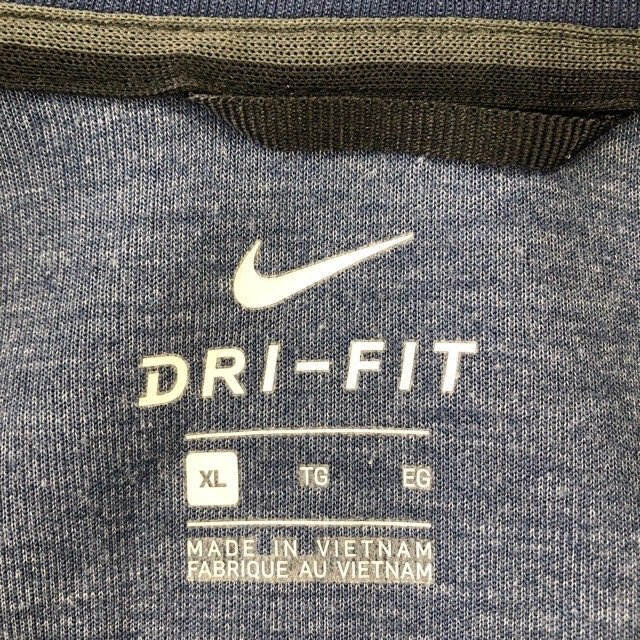 DRI-FIT
XL TG EG
MADE IN VIETNAM
FABRIQUE AU VIETNAM